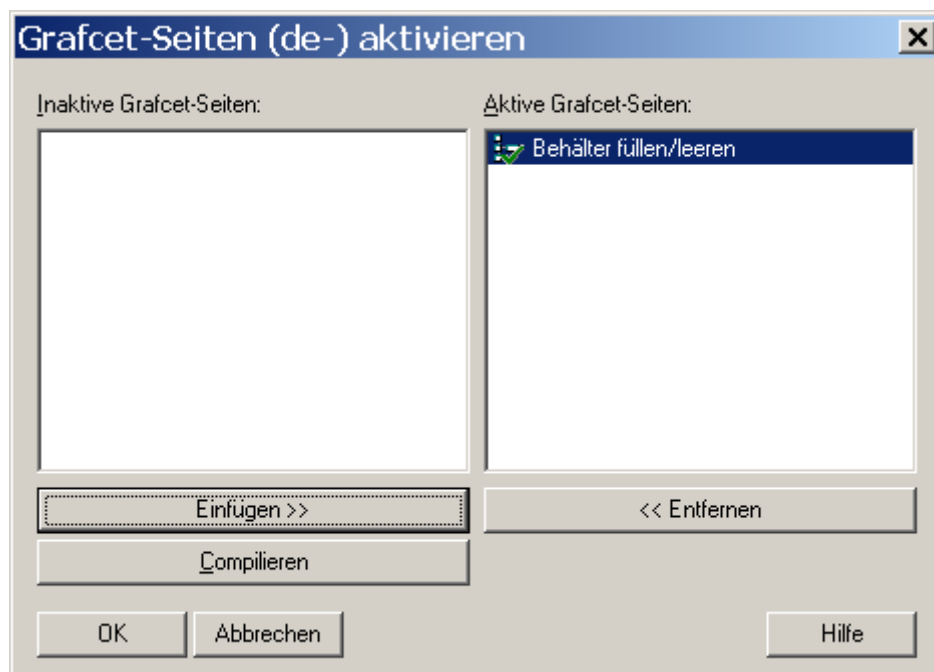 Grafcet-Seiten (de-) aktivieren
Inaktive Grafcet-Seiten:
Aktive Grafcet-Seiten:
Behälter füllen/leeren
Einfügen >>
<< Entfernen
Compilieren
OK
Abbrechen
Hilfe